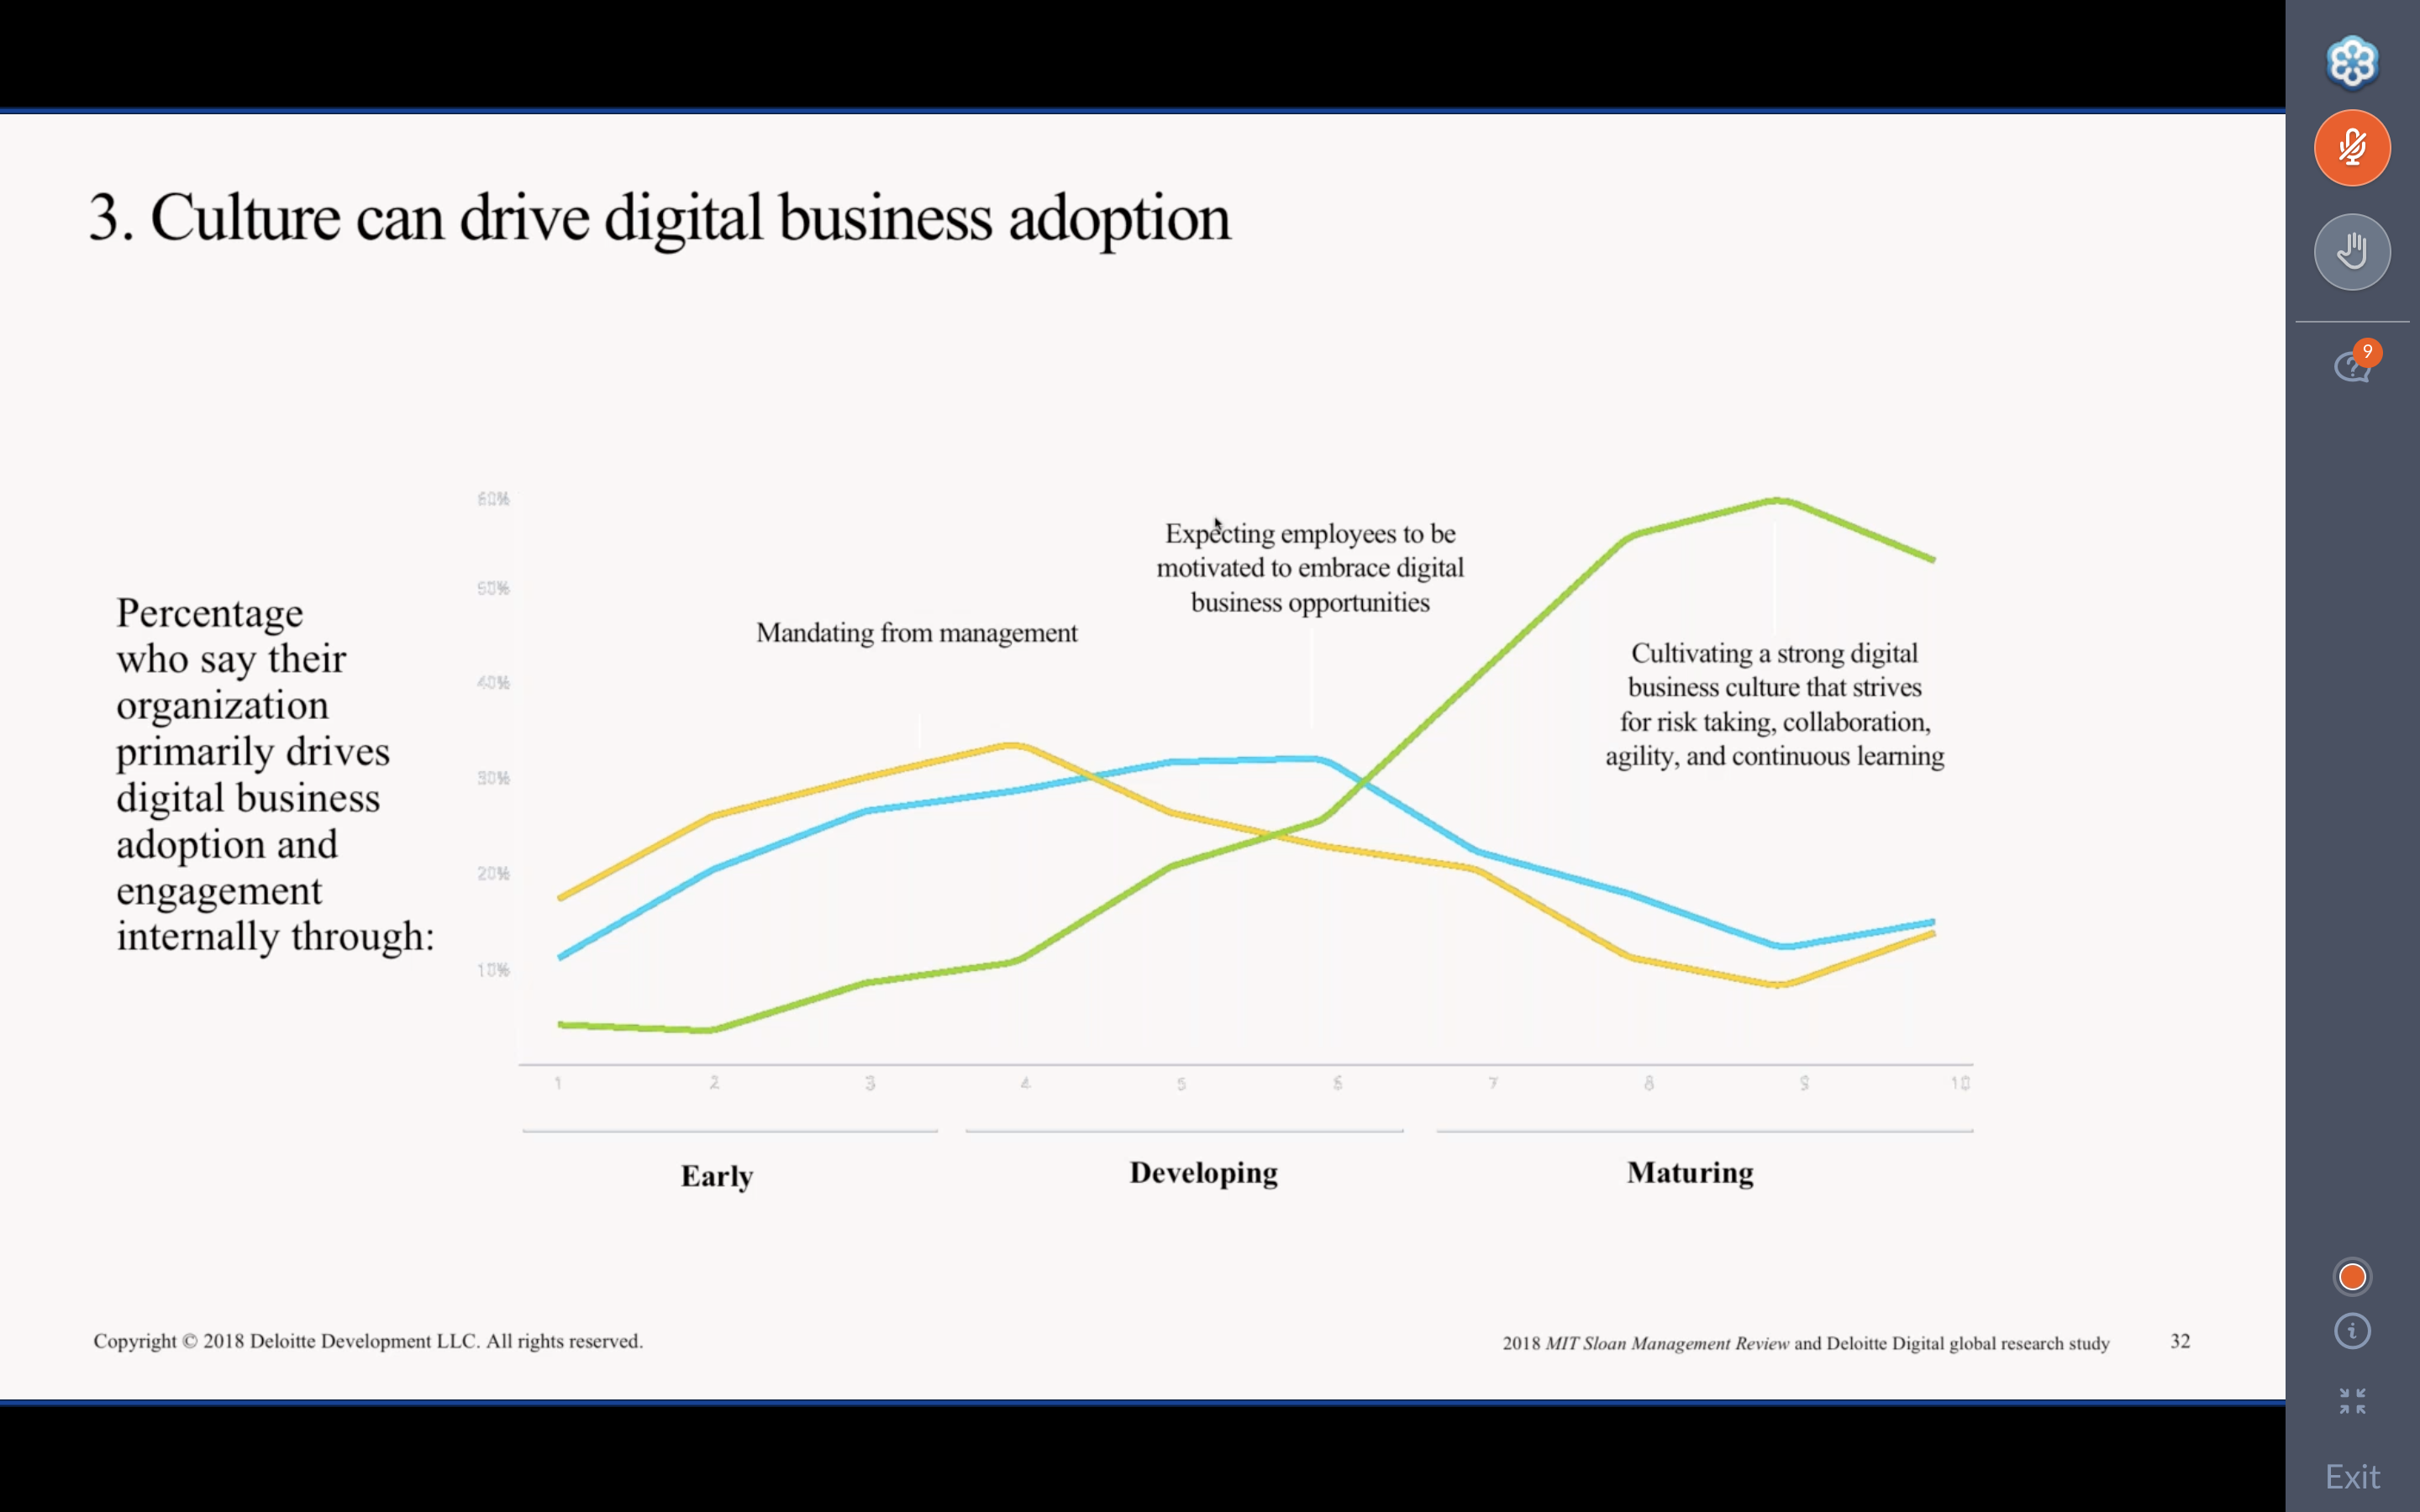 3. Culture can drive digital business adoption
Percentage
who say their
organization
primarily drives
digital business
adoption and
engagement
internally through:
60%
50%
40%
30%
20%
10%
Mandating from management
Expecting employees to be
motivated to embrace digital
business opportunities
Cultivating a strong digital
business culture that strives
for risk taking, collaboration,
agility, and continuous learning
1 2 3 4 5 6 7 8 9 10
Early Developing Maturing
Copyright © 2018 Deloitte Development LLC. All rights reserved.
2018 MIT Sloan Management Review and Deloitte Digital global research study 32
9
Exit